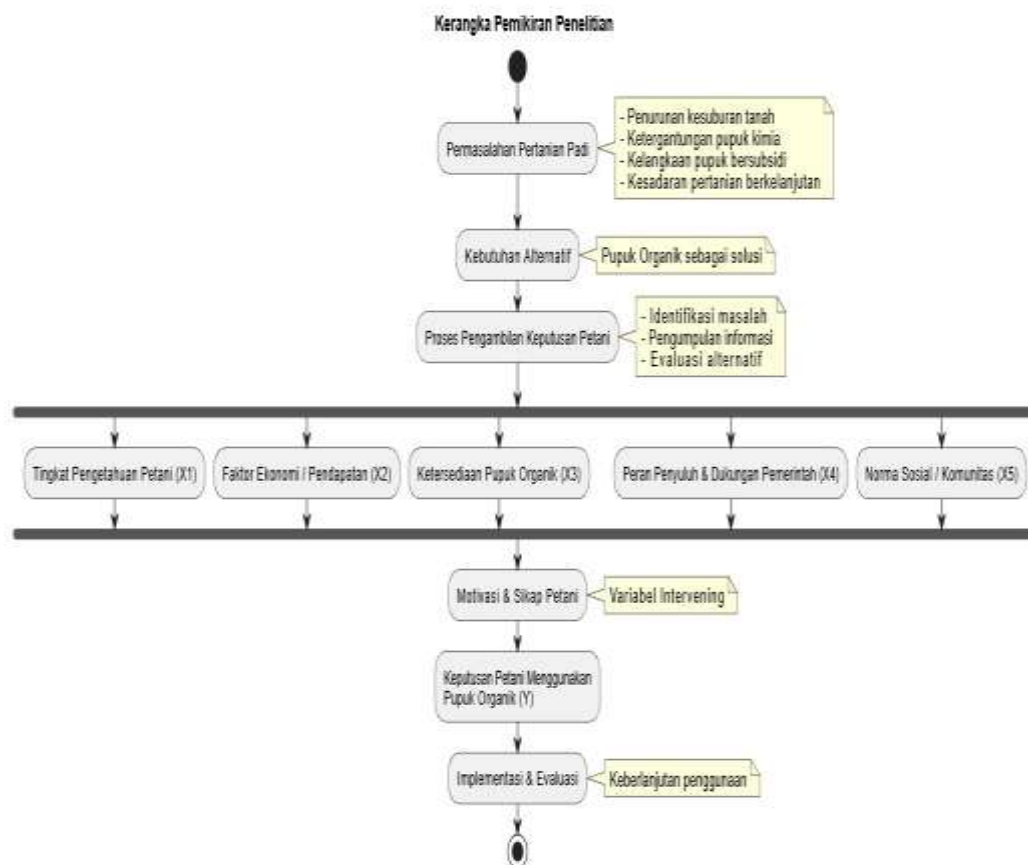 Kerangka Pemikiran Penelitian
Permasalahan Pertanian Padi
- Penurunan kesuburan tanah
- Ketergantungan pupuk kimia
- Kelangkaan pupuk bersubsidi
- Kesadaran pertanian berkelanjutan
Kebutuhan Alternatif
Pupuk Organik sebagai solusi
Proses Pengambilan Keputusan Petani
- Identifikasi masalah
- Pengumpulan informasi
- Evaluasi alternatif
Tingkat Pengetahuan Petani (X1)
Faktor Ekonomi / Pendapatan (X2)
Ketersediaan Pupuk Organik (X3)
Peran Penyuluh & Dukungan Pemerintah (X4)
Norma Sosial / Komunitas (X5)
Motivasi & Sikap Petani
Variabel Intervening
Keputusan Petani Menggunakan
Pupuk Organik (Y)
Implementasi & Evaluasi
Keberlanjutan penggunaan